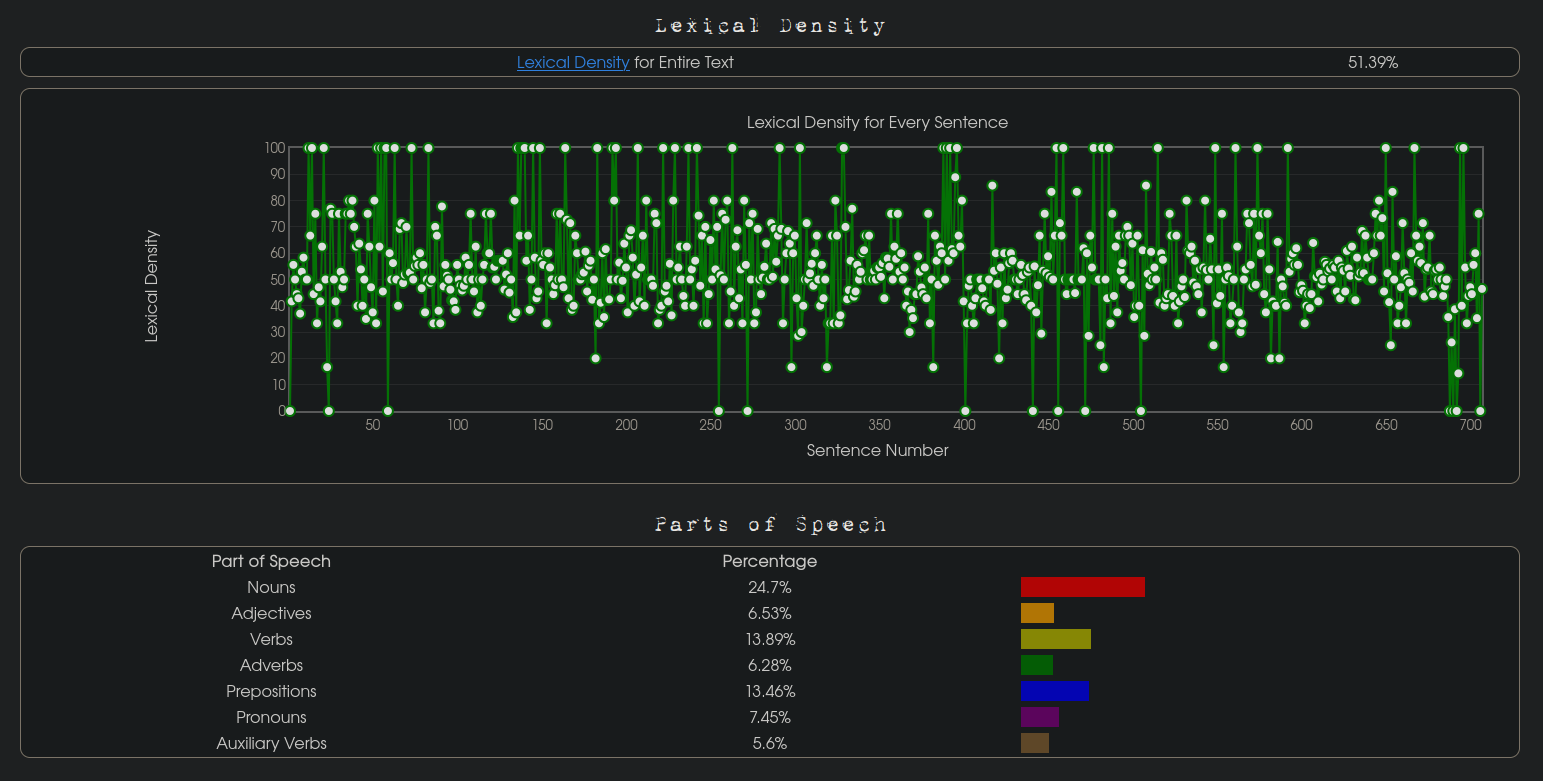 Lexical Density
Lexical Density for Entire Text 51.39%
Lexical Density for Every Sentence
100
90
80
70
60
50
40
30
20
10
0
Lexical Density
50 100 150 200 250 300 350 400 450 500 550 600 650 700
Sentence Number
Parts of Speech
Part of Speech Percentage
Nouns 24.7%
Adjectives 6.53%
Verbs 13.89%
Adverbs 6.28%
Prepositions 13.46%
Pronouns 7.45%
Auxiliary Verbs 5.6%